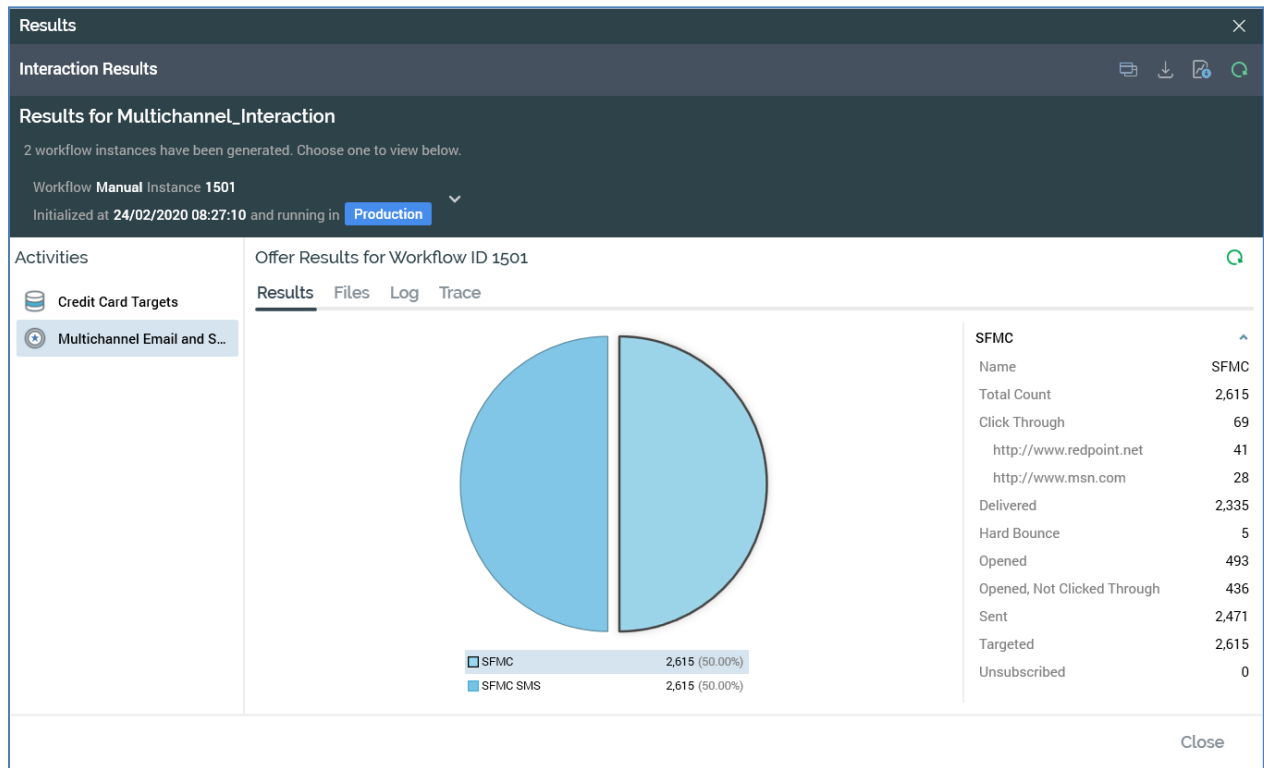 Results
Interaction Results
Results for Multichannel_Interaction
2 workflow instances have been generated. Choose one to view below.
Workflow Manual Instance 1501
Initialized at 24/02/2020 08:27:10 and running in Production
Activities
Credit Card Targets
Multichannel Email and S...
Offer Results for Workflow ID 1501
Results Files Log Trace
SFMC 2,615 (50.00%)
SFMC SMS 2,615 (50.00%)
SFMC
Name SFMC
Total Count 2,615
Click Through 69
http://www.redpoint.net 41
http://www.msn.com 28
Delivered 2,335
Hard Bounce 5
Opened 493
Opened, Not Clicked Through 436
Sent 2,471
Targeted 2,615
Unsubscribed 0
Close